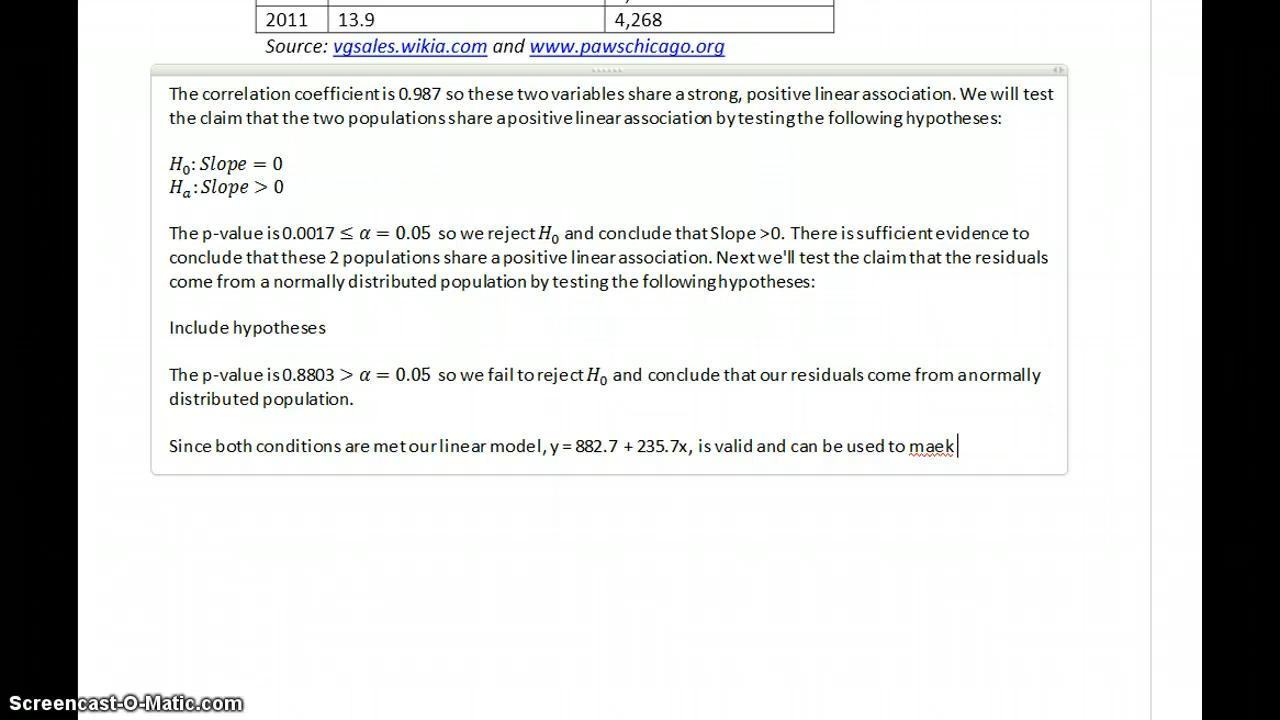 2011 13.9 4,268
Source: vgsales.wikia.com and www.pawschicago.org
The correlation coefficient is 0.987 so these two variables share a strong, positive linear association. We will test
the claim that the two populations share a positive linear association by testing the following hypotheses:
H₀: Slope = 0
Hₐ: Slope > 0
The p-value is 0.0017 ≤ α = 0.05 so we reject H₀ and conclude that Slope >0. There is sufficient evidence to
conclude that these 2 populations share a positive linear association. Next we'll test the claim that the residuals
come from a normally distributed population by testing the following hypotheses:
Include hypotheses
The p-value is 0.8803 > α = 0.05 so we fail to reject H₀ and conclude that our residuals come from a normally
distributed population.
Since both conditions are met our linear model, y = 882.7 + 235.7x, is valid and can be used to maek
Screencast-O-Matic.com